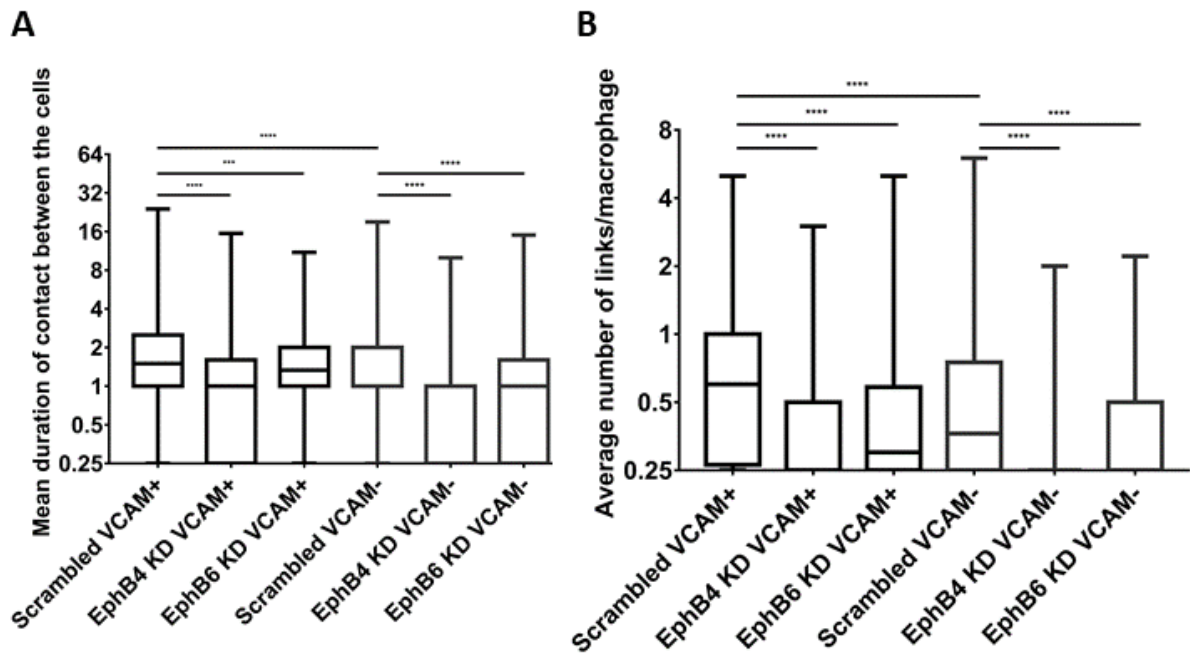 A
Mean duration of contact between the cells
64
32
16
8
4
2
1
0.5
0.25
****
***
****
****
****
Scrambled VCAM+
EphB4 KD VCAM+
EphB6 KD VCAM+
Scrambled VCAM-
EphB4 KD VCAM-
EphB6 KD VCAM-
B
Average number of links/macrophage
8
4
2
1
0.5
0.25
****
****
****
****
****
Scrambled VCAM+
EphB4 KD VCAM+
EphB6 KD VCAM+
Scrambled VCAM-
EphB4 KD VCAM-
EphB6 KD VCAM-